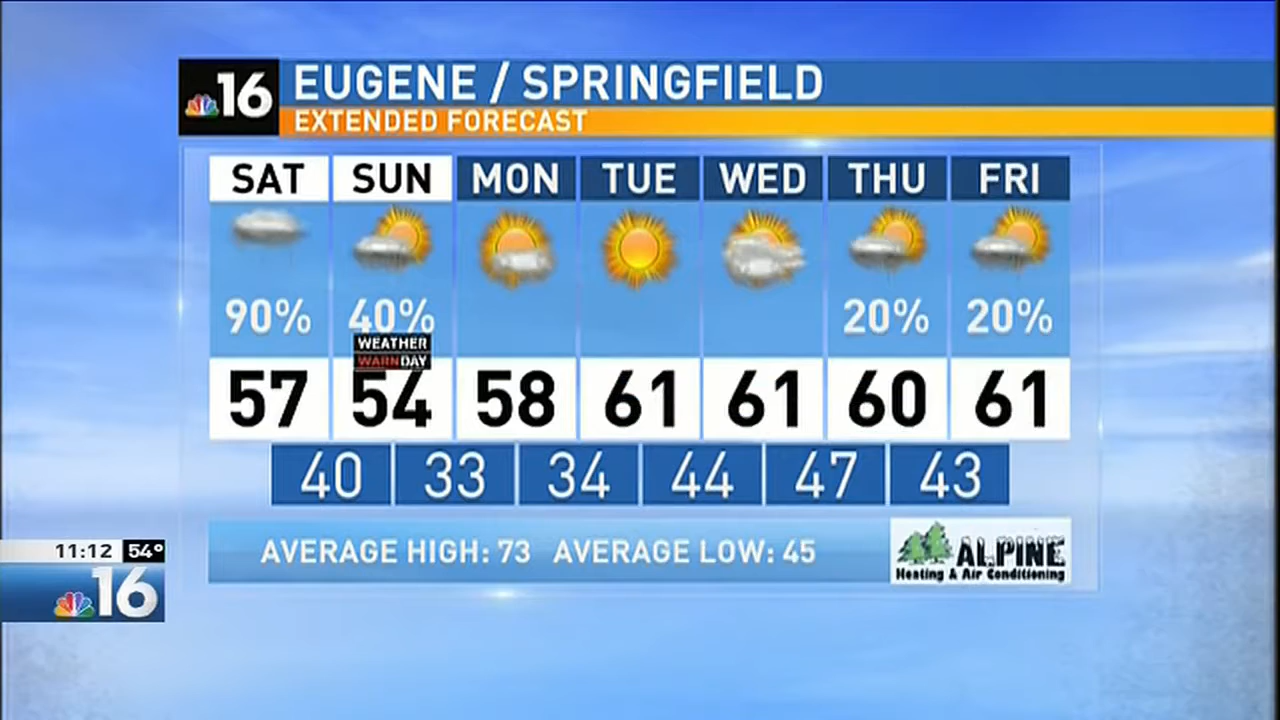 16 EUGENE / SPRINGFIELD
EXTENDED FORECAST
SAT SUN MON TUE WED THU FRI
90% 40% 20% 20%
WEATHER
WARNDAY
57 54 58 61 61 60 61
40 33 34 44 47 43
AVERAGE HIGH: 73 AVERAGE LOW: 45
ALPINE
Heating & Air Conditioning
11:12 54°
16